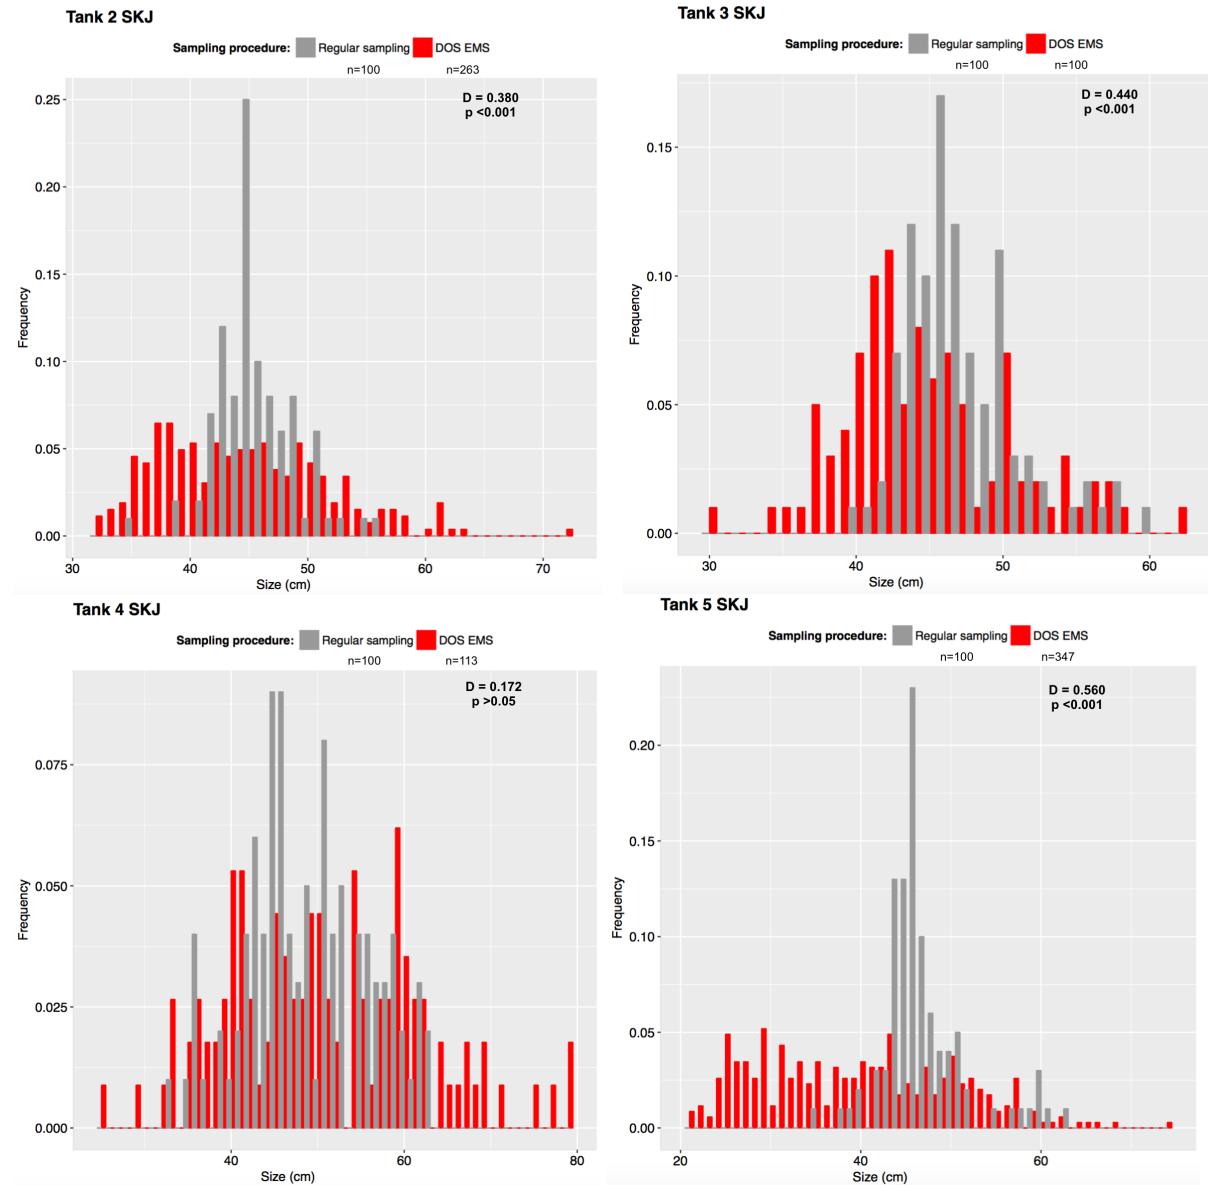 Tank 2 SKJ
Sampling procedure: Regular sampling DOS EMS
n=100 n=263
D = 0.380
p <0.001
0.25
0.20
0.15
0.10
0.05
0.00
Frequency
30 40 50 60 70
Size (cm)
Tank 3 SKJ
Sampling procedure: Regular sampling DOS EMS
n=100 n=100
D = 0.440
p <0.001
0.15
0.10
0.05
0.00
Frequency
30 40 50 60
Size (cm)
Tank 4 SKJ
Sampling procedure: Regular sampling DOS EMS
n=100 n=113
D = 0.172
p >0.05
0.075
0.050
0.025
0.000
Frequency
40 60 80
Size (cm)
Tank 5 SKJ
Sampling procedure: Regular sampling DOS EMS
n=100 n=347
D = 0.560
p <0.001
0.20
0.15
0.10
0.05
0.00
Frequency
20 40 60
Size (cm)